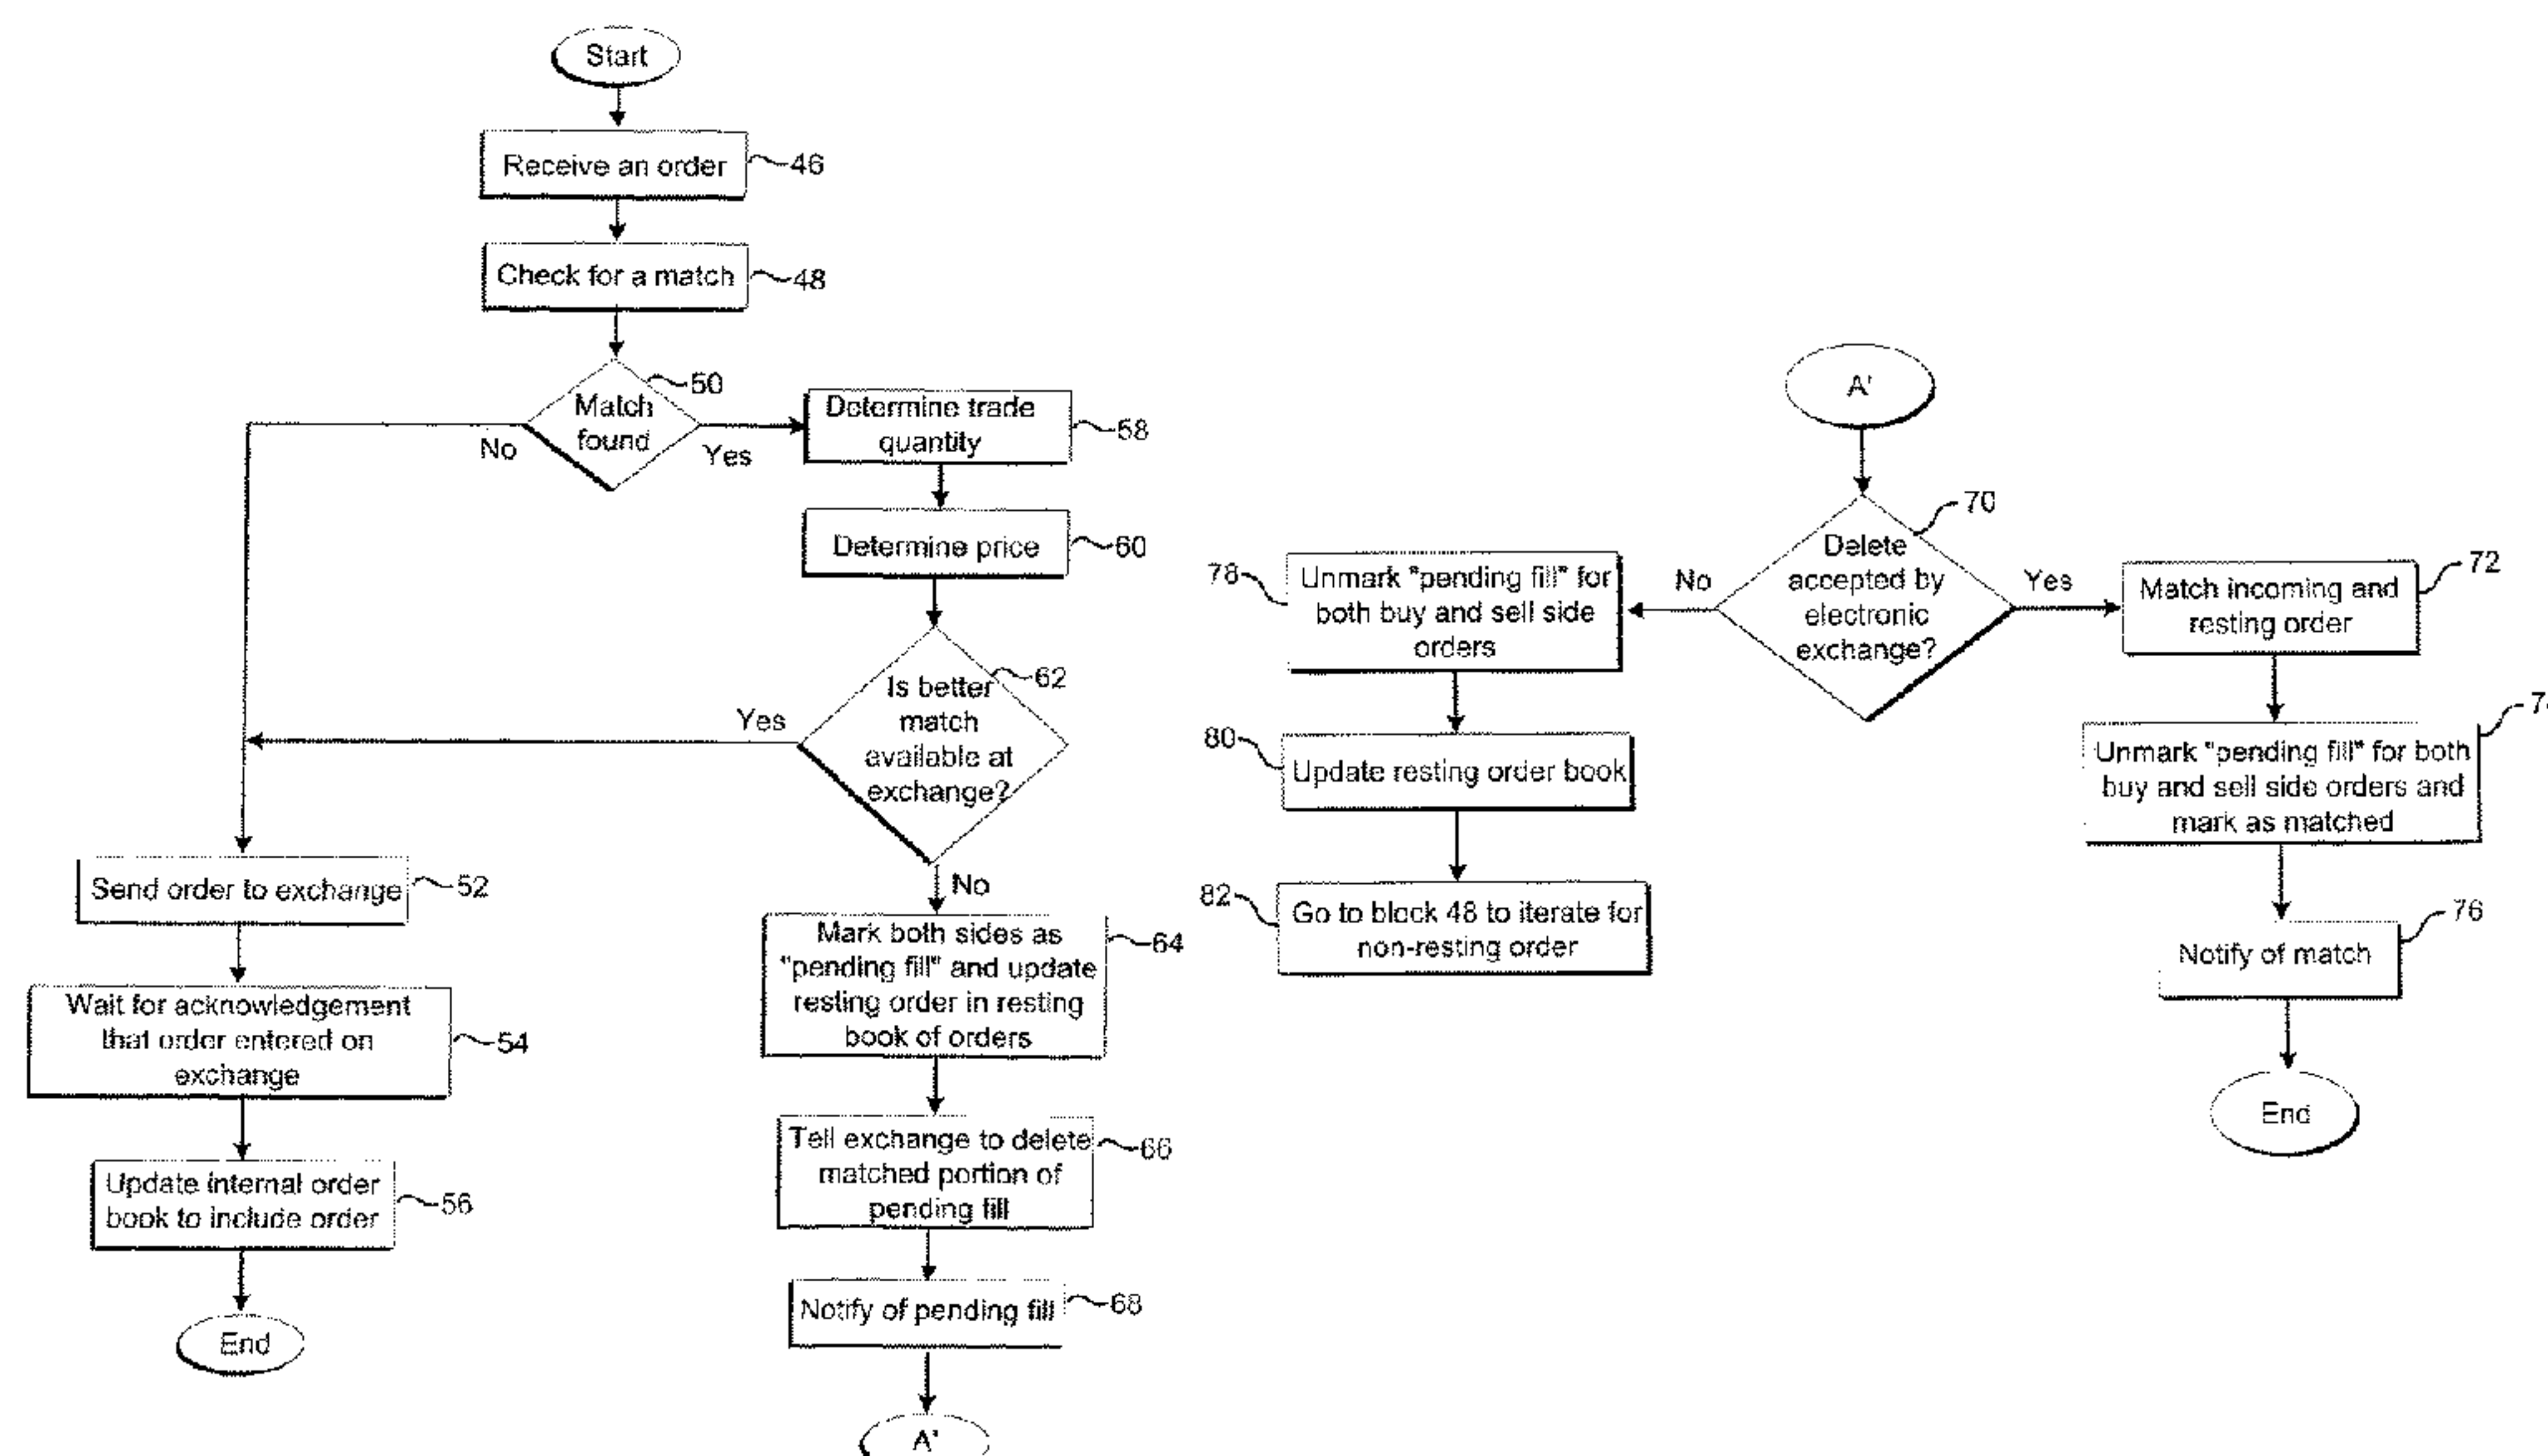 Start
Receive an order
46
Check for a match
48
50
Match
found
No
Yes
Determine trade
quantity
58
Determine price
60
62
Is better
match
available at
exchange?
Yes
No
Send order to exchange
52
Wait for acknowledgement
that order entered on
exchange
54
Update internal order
book to include order
56
End
Mark both sides as
"pending fill" and update
resting order in resting
book of orders
64
Tell exchange to delete
matched portion of
pending fill
66
Notify of pending fill
68
A'
A'
70
Delete
accepted by
electronic
exchange?
No
Yes
78
Unmark "pending fill" for
both buy and sell side
orders
80
Update resting order book
82
Go to block 48 to iterate for
non-resting order
72
Match incoming and
resting order
Unmark "pending fill" for both
buy and sell side orders and
mark as matched
76
Notify of match
End